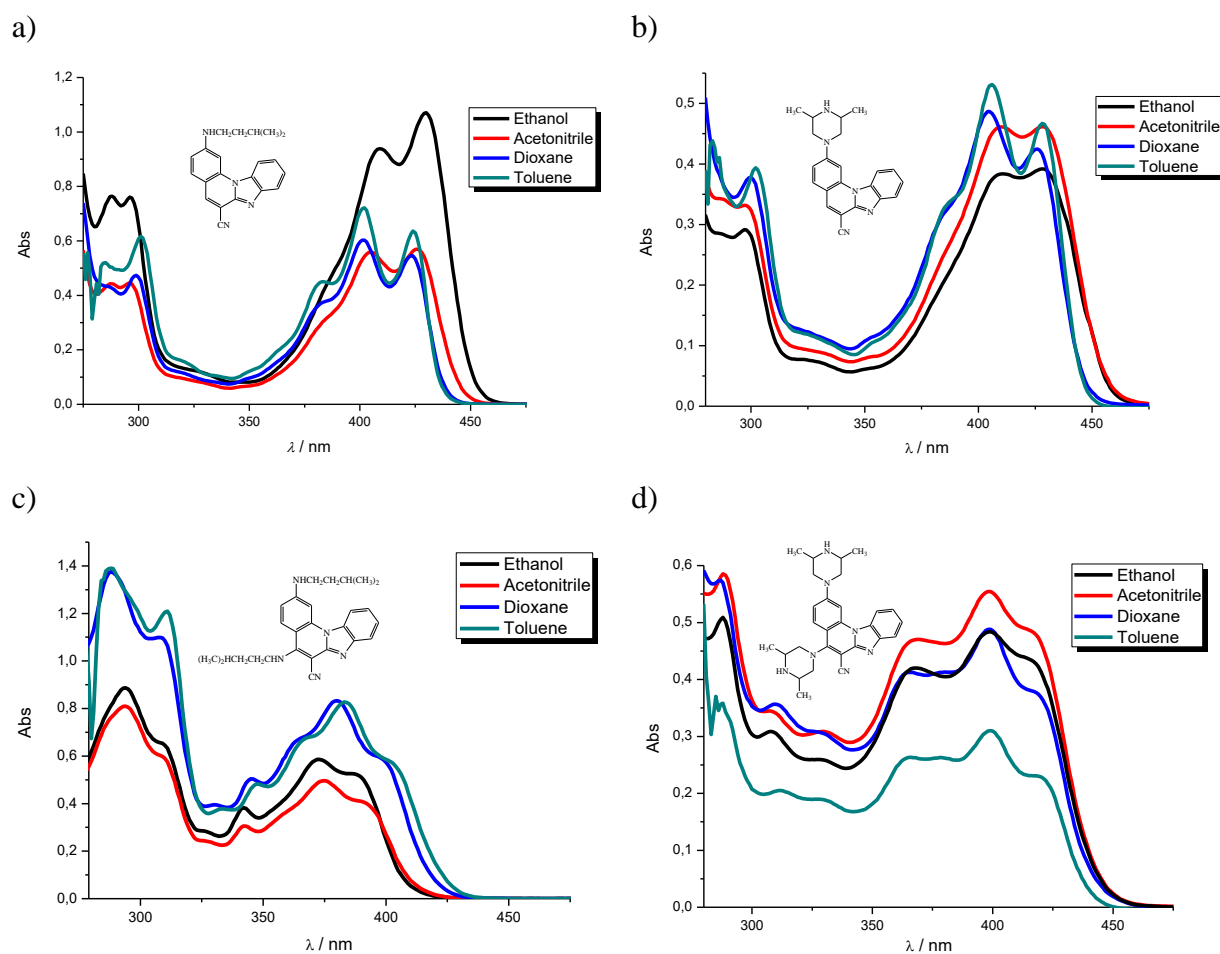 a)
1,2
1,0
0,8
0,6
0,4
0,2
0,0
Abs
300
350
400
450
λ / nm
Ethanol
Acetonitrile
Dioxane
Toluene
NHCH₂CH₂CH(CH₃)₂
N
N
CN
b)
0,5
0,4
0,3
0,2
0,1
0,0
Abs
300
350
400
450
λ / nm
Ethanol
Acetonitrile
Dioxane
Toluene
H
H₃C N CH₃
N
N
N
CN
c)
1,4
1,2
1,0
0,8
0,6
0,4
0,2
0,0
Abs
300
350
400
450
λ / nm
Ethanol
Acetonitrile
Dioxane
Toluene
NHCH₂CH₂CH(CH₃)₂
N
(H₃C)₂HCH₂CH₂CHN
N
CN
d)
0,6
0,5
0,4
0,3
0,2
0,1
0,0
Abs
300
350
400
450
λ / nm
Ethanol
Acetonitrile
Dioxane
Toluene
H
H₃C N CH₃
N
N
H₃C N N
HN CN
CH₃